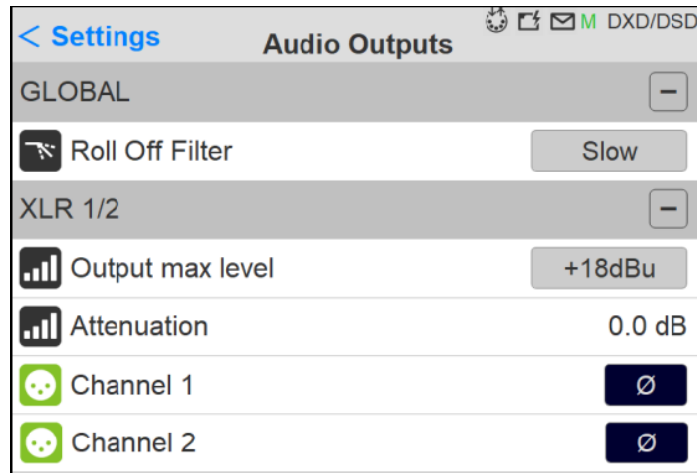 < Settings
Audio Outputs
M DXD/DSD
GLOBAL
−
Roll Off Filter
Slow
XLR 1/2
−
Output max level
+18dBu
Attenuation
0.0 dB
Channel 1
Ø
Channel 2
Ø